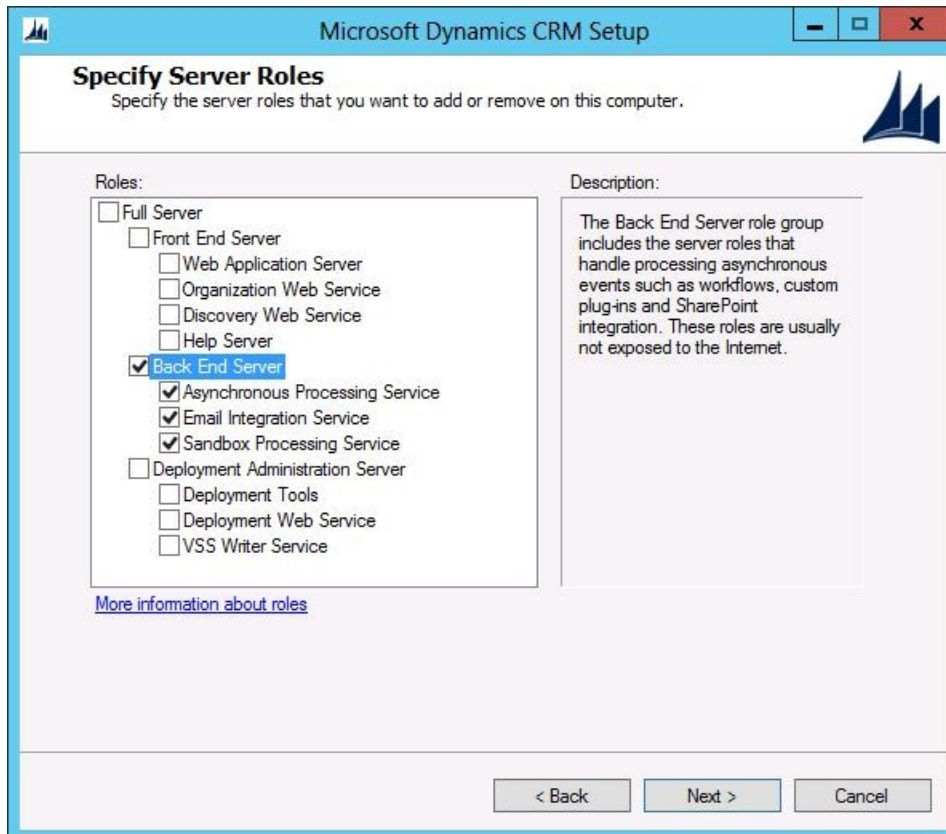 Microsoft Dynamics CRM Setup
Specify Server Roles
Specify the server roles that you want to add or remove on this computer.
Roles:
Full Server
Front End Server
Web Application Server
Organization Web Service
Discovery Web Service
Help Server
Back End Server
Asynchronous Processing Service
Email Integration Service
Sandbox Processing Service
Deployment Administration Server
Deployment Tools
Deployment Web Service
VSS Writer Service
More information about roles
Description:
The Back End Server role group
includes the server roles that
handle processing asynchronous
events such as workflows, custom
plug-ins and SharePoint
integration. These roles are usually
not exposed to the Internet.
< Back
Next >
Cancel